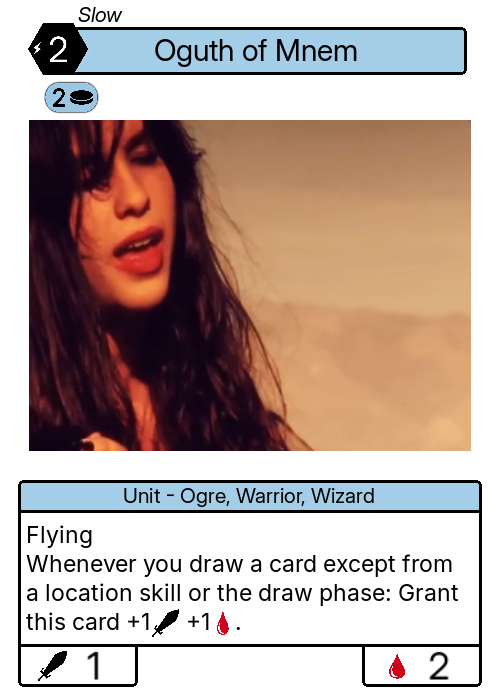 Slow
2
Oguth of Mnem
2
Unit - Ogre, Warrior, Wizard
Flying
Whenever you draw a card except from
a location skill or the draw phase: Grant
this card +1 +1.
1
2